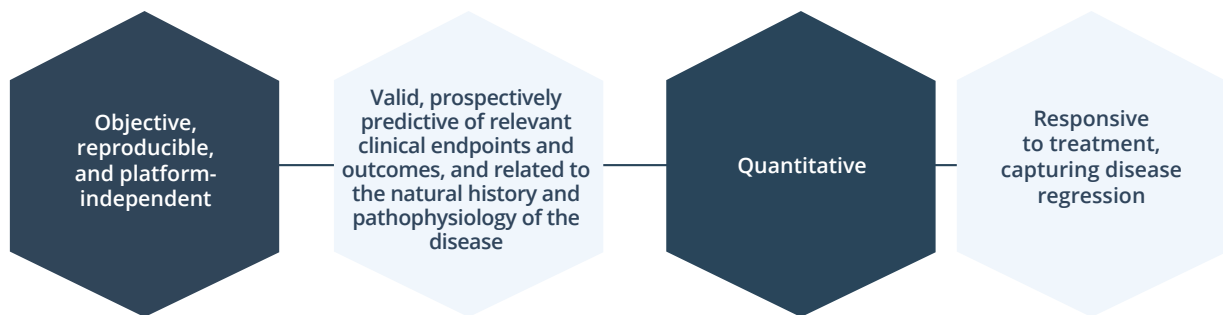 Objective,
reproducible,
and platform-
independent
Valid, prospectively
predictive of relevant
clinical endpoints and
outcomes, and related to
the natural history and
pathophysiology of the
disease
Quantitative
Responsive
to treatment,
capturing disease
regression